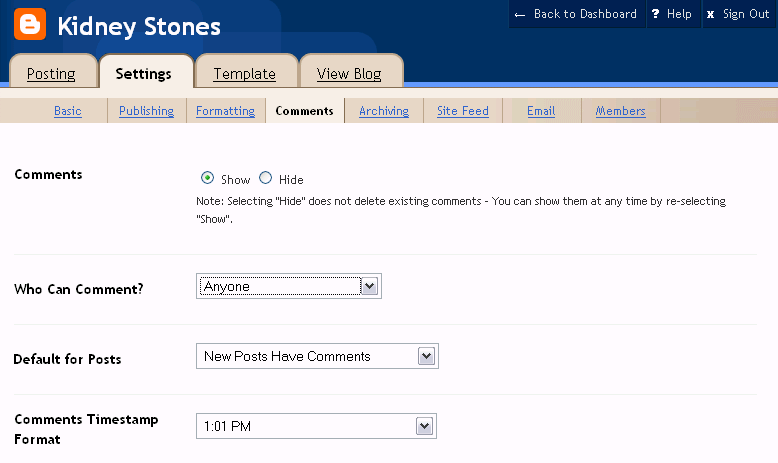 Kidney Stones
← Back to Dashboard ? Help x Sign Out
Posting Settings Template View Blog
Basic Publishing Formatting Comments Archiving Site Feed Email Members
Comments
Show Hide
Note: Selecting "Hide" does not delete existing comments - You can show them at any time by re-selecting
"Show".
Who Can Comment?
Anyone
Default for Posts
New Posts Have Comments
Comments Timestamp
Format
1:01 PM